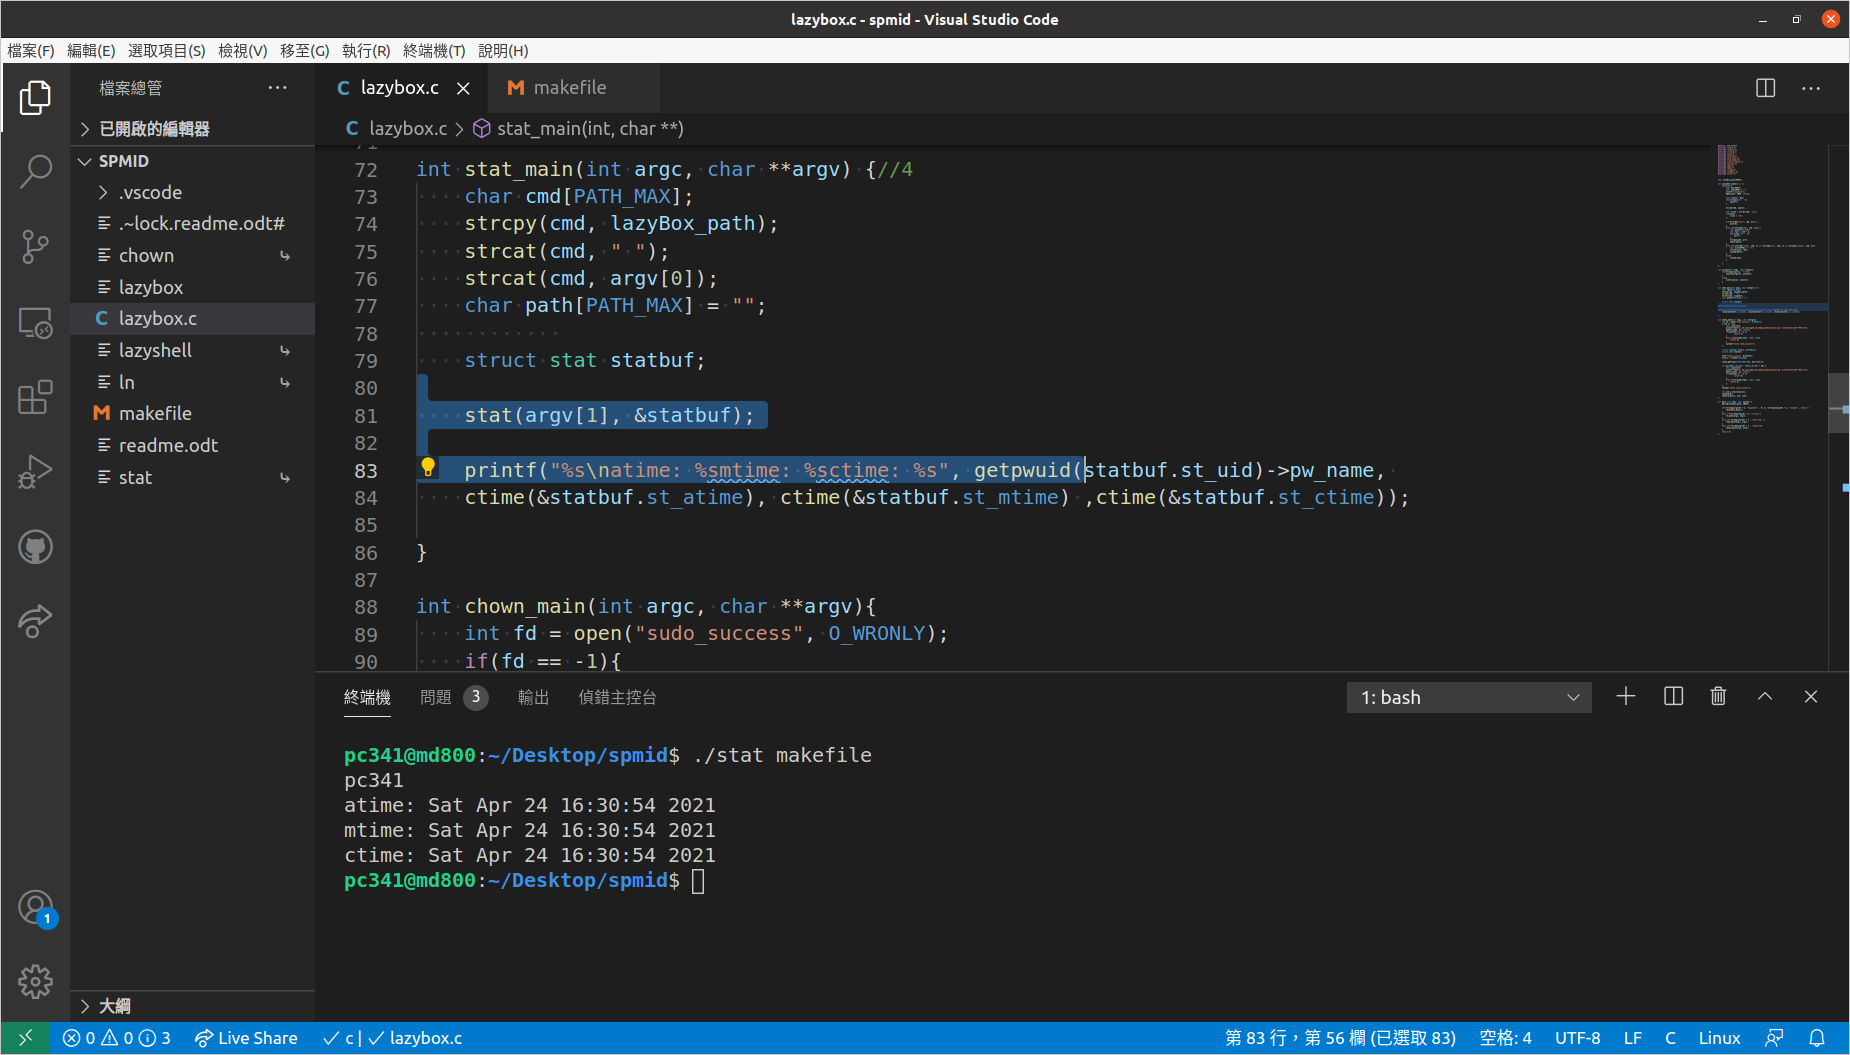 lazybox.c - spmid - Visual Studio Code
檔案(F) 編輯(E) 選取項目(S) 檢視(V) 移至(G) 執行(R) 終端機(T) 說明(H)
檔案總管
已開啟的編輯器
SPMID
.vscode
.~lock.readme.odt#
chown
lazybox
lazybox.c
lazyshell
ln
makefile
readme.odt
stat
大綱
1
lazybox.c makefile
lazybox.c > stat_main(int, char **)
71
72 int stat_main(int argc, char **argv) {//4
73 char cmd[PATH_MAX];
74 strcpy(cmd, lazyBox_path);
75 strcat(cmd, " ");
76 strcat(cmd, argv[0]);
77 char path[PATH_MAX] = "";
78
79 struct stat statbuf;
80
81 stat(argv[1], &statbuf);
82
83 printf("%s\natime: %smtime: %sctime: %s", getpwuid(statbuf.st_uid)->pw_name,
84 ctime(&statbuf.st_atime), ctime(&statbuf.st_mtime) ,ctime(&statbuf.st_ctime));
85
86 }
87
88 int chown_main(int argc, char **argv){
89 int fd = open("sudo_success", O_WRONLY);
90 if(fd == -1){
終端機 問題 3 輸出 偵錯主控台 1: bash
pc341@md800:~/Desktop/spmid$ ./stat makefile
pc341
atime: Sat Apr 24 16:30:54 2021
mtime: Sat Apr 24 16:30:54 2021
ctime: Sat Apr 24 16:30:54 2021
pc341@md800:~/Desktop/spmid$
0 0 3 Live Share c | lazybox.c 第 83 行，第 56 欄 (已選取 83) 空格: 4 UTF-8 LF C Linux